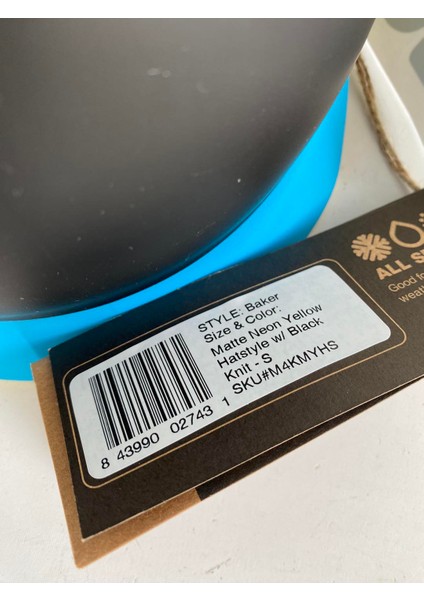 ALL S
Good fo
weath
STYLE: Baker
Size & Color:
Matte Neon Yellow
Hatstyle w/ Black
Knit - S
SKU#M4KMYHS
8 43990 02743 1